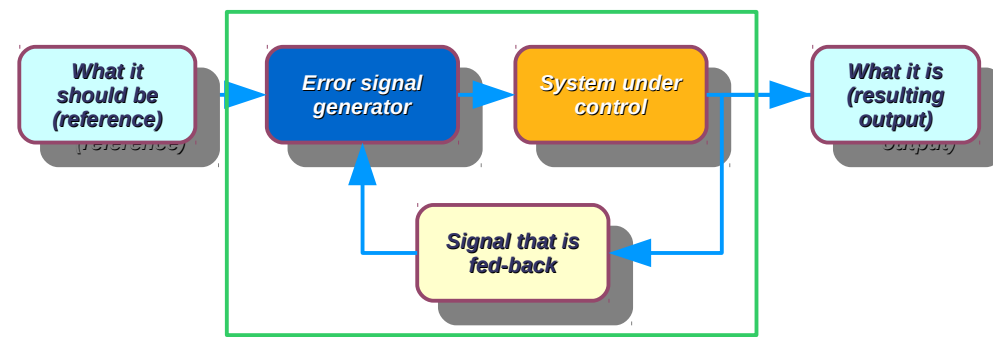 What it
should be
(reference)
Error signal
generator
System under
control
What it is
(resulting
output)
Signal that is
fed-back